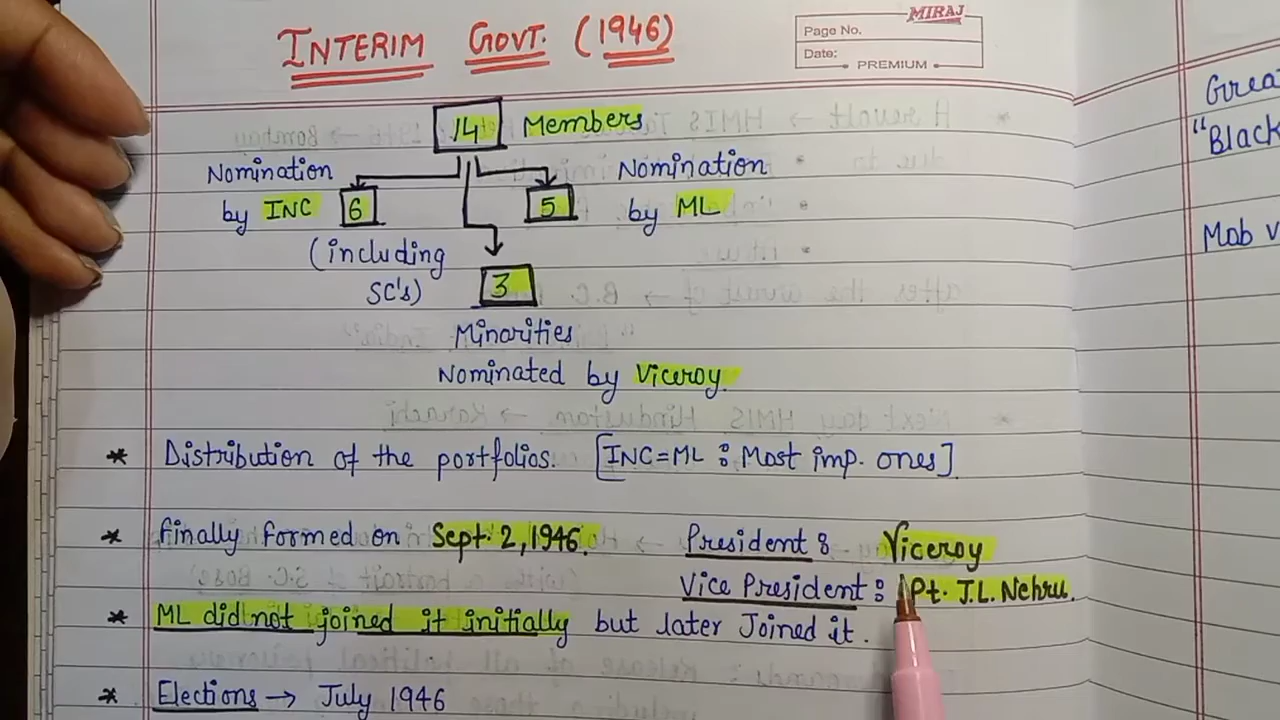 INTERIM GOVT. (1946)
MIRAJ
Page No.
Date:
PREMIUM
14 Members
Nomination by INC 6
(including SC's)
5 Nomination by ML
3
Minarities
Nominated by Viceroy.
* Distribution of the portfolios. [INC=ML : Most imp. ones]
* finally formed on Sept. 2, 1946.
President : Viceroy
Vice President : Pt. J.L. Nehru.
* ML did not joined it initially but later Joined it.
* Elections → July 1946
"Black
Mob